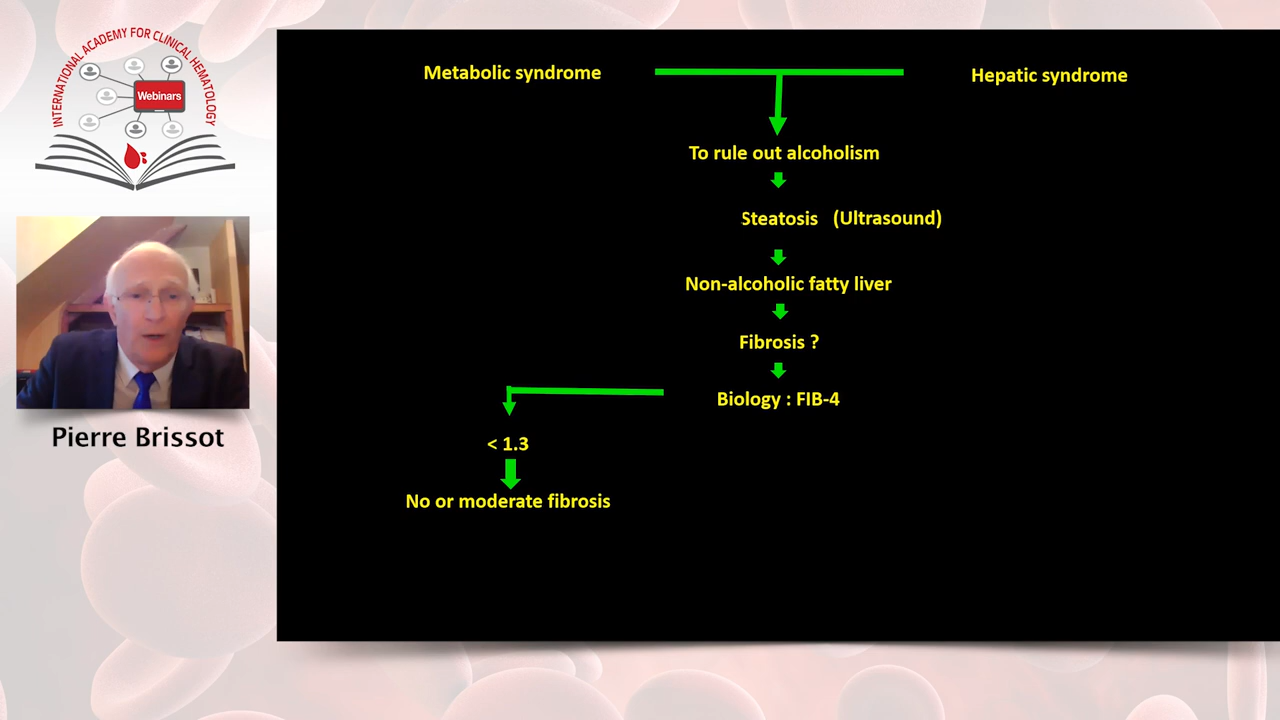 INTERNATIONAL ACADEMY FOR CLINICAL HEMATOLOGY
Webinars
Pierre Brissot
Metabolic syndrome
Hepatic syndrome
To rule out alcoholism
Steatosis (Ultrasound)
Non-alcoholic fatty liver
Fibrosis ?
Biology : FIB-4
< 1.3
No or moderate fibrosis